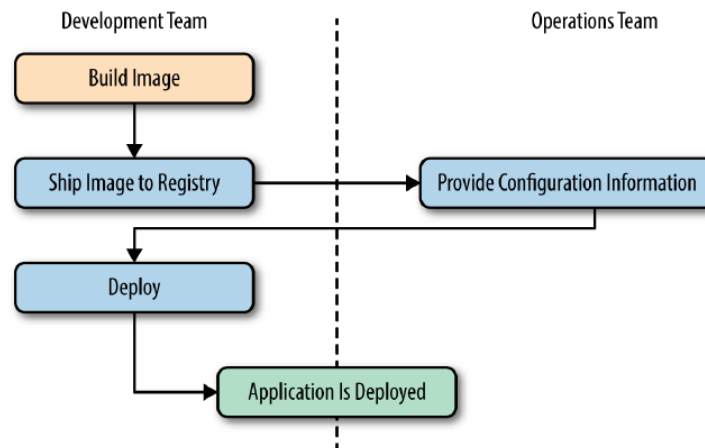 Development Team
Operations Team
Build Image
Ship Image to Registry
Provide Configuration Information
Deploy
Application Is Deployed